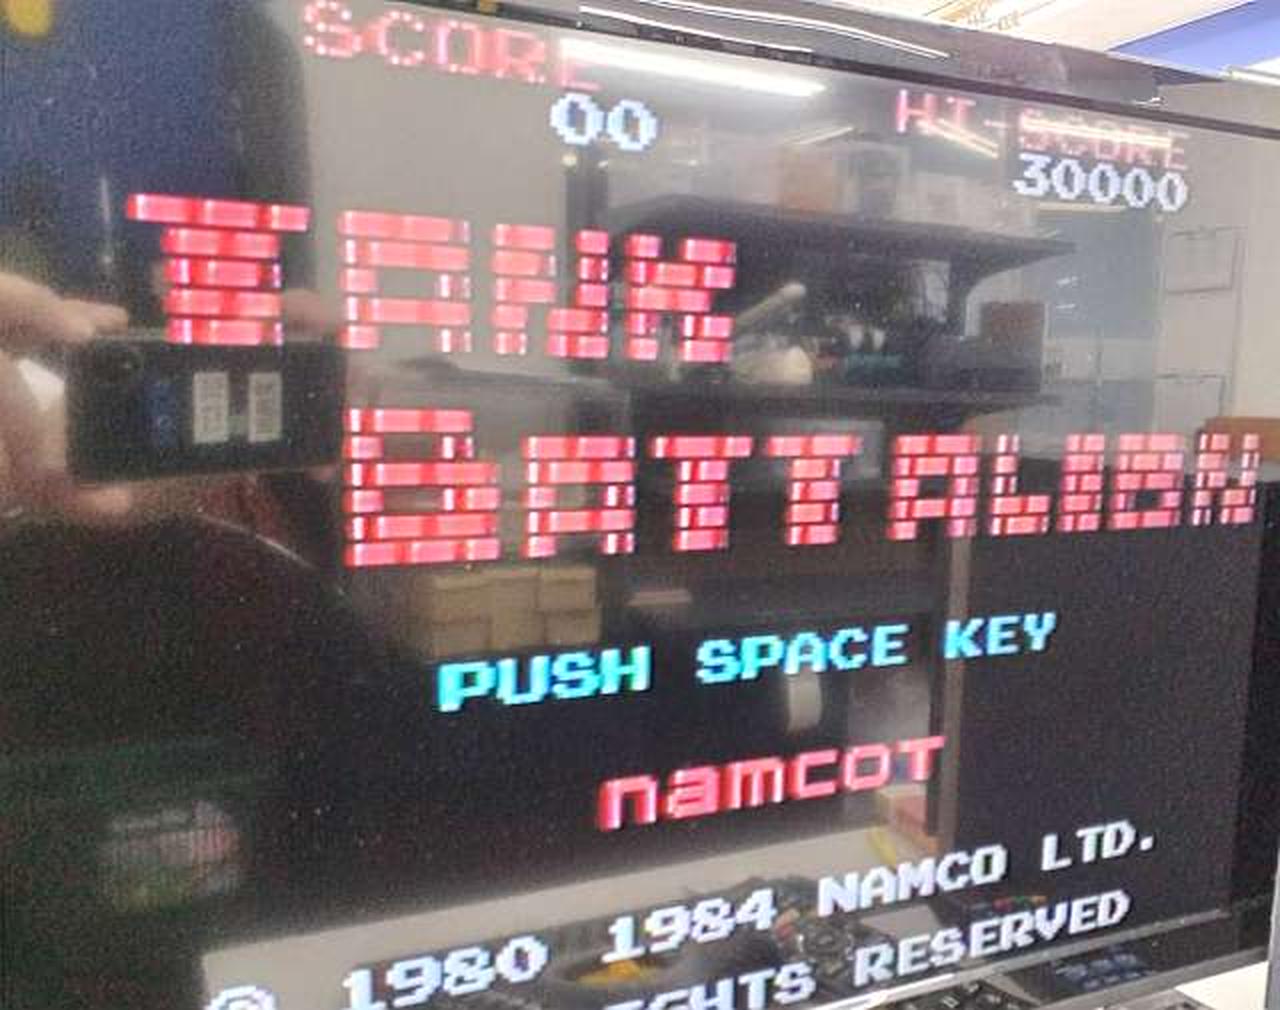 SCORE
00
HI-SCORE
30000
TANK
BATTALION
PUSH SPACE KEY
namcot
© 1980 1984 NAMCO LTD.
RESERVED